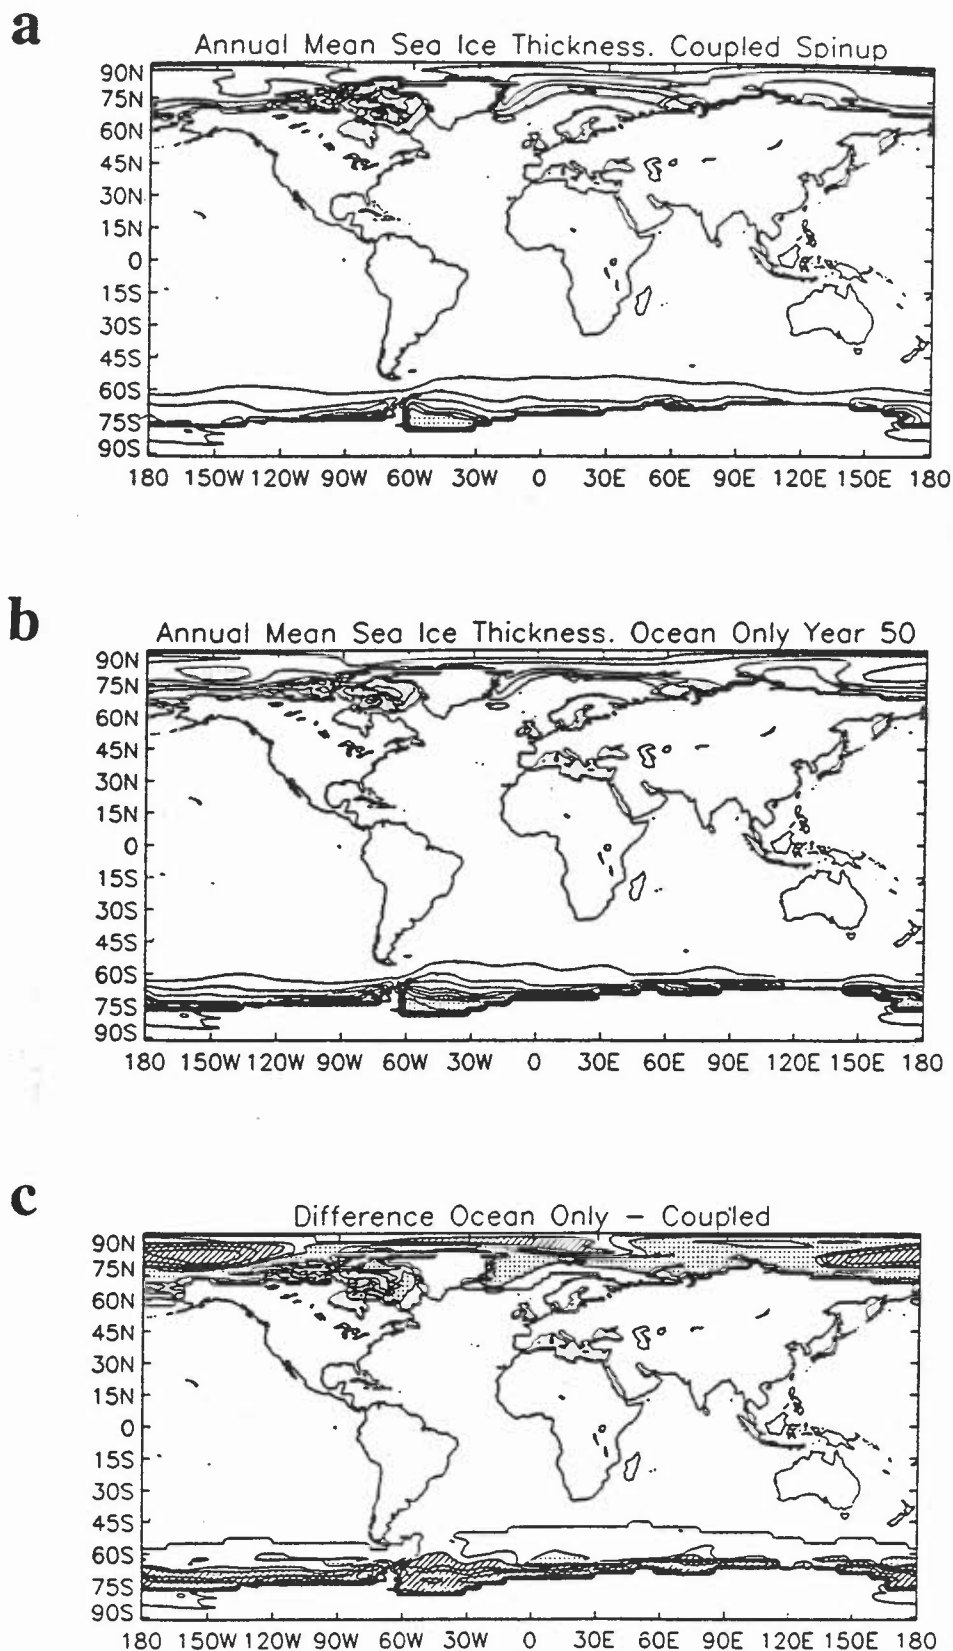 a
Annual Mean Sea Ice Thickness. Coupled Spinup
90N
75N
60N
45N
30N
15N
0
15S
30S
45S
60S
75S
90S
180 150W 120W 90W 60W 30W 0 30E 60E 90E 120E 150E 180
b
Annual Mean Sea Ice Thickness. Ocean Only Year 50
90N
75N
60N
45N
30N
15N
0
15S
30S
45S
60S
75S
90S
180 150W 120W 90W 60W 30W 0 30E 60E 90E 120E 150E 180
c
Difference Ocean Only – Coupled
90N
75N
60N
45N
30N
15N
0
15S
30S
45S
60S
75S
90S
180 150W 120W 90W 60W 30W 0 30E 60E 90E 120E 150E 180